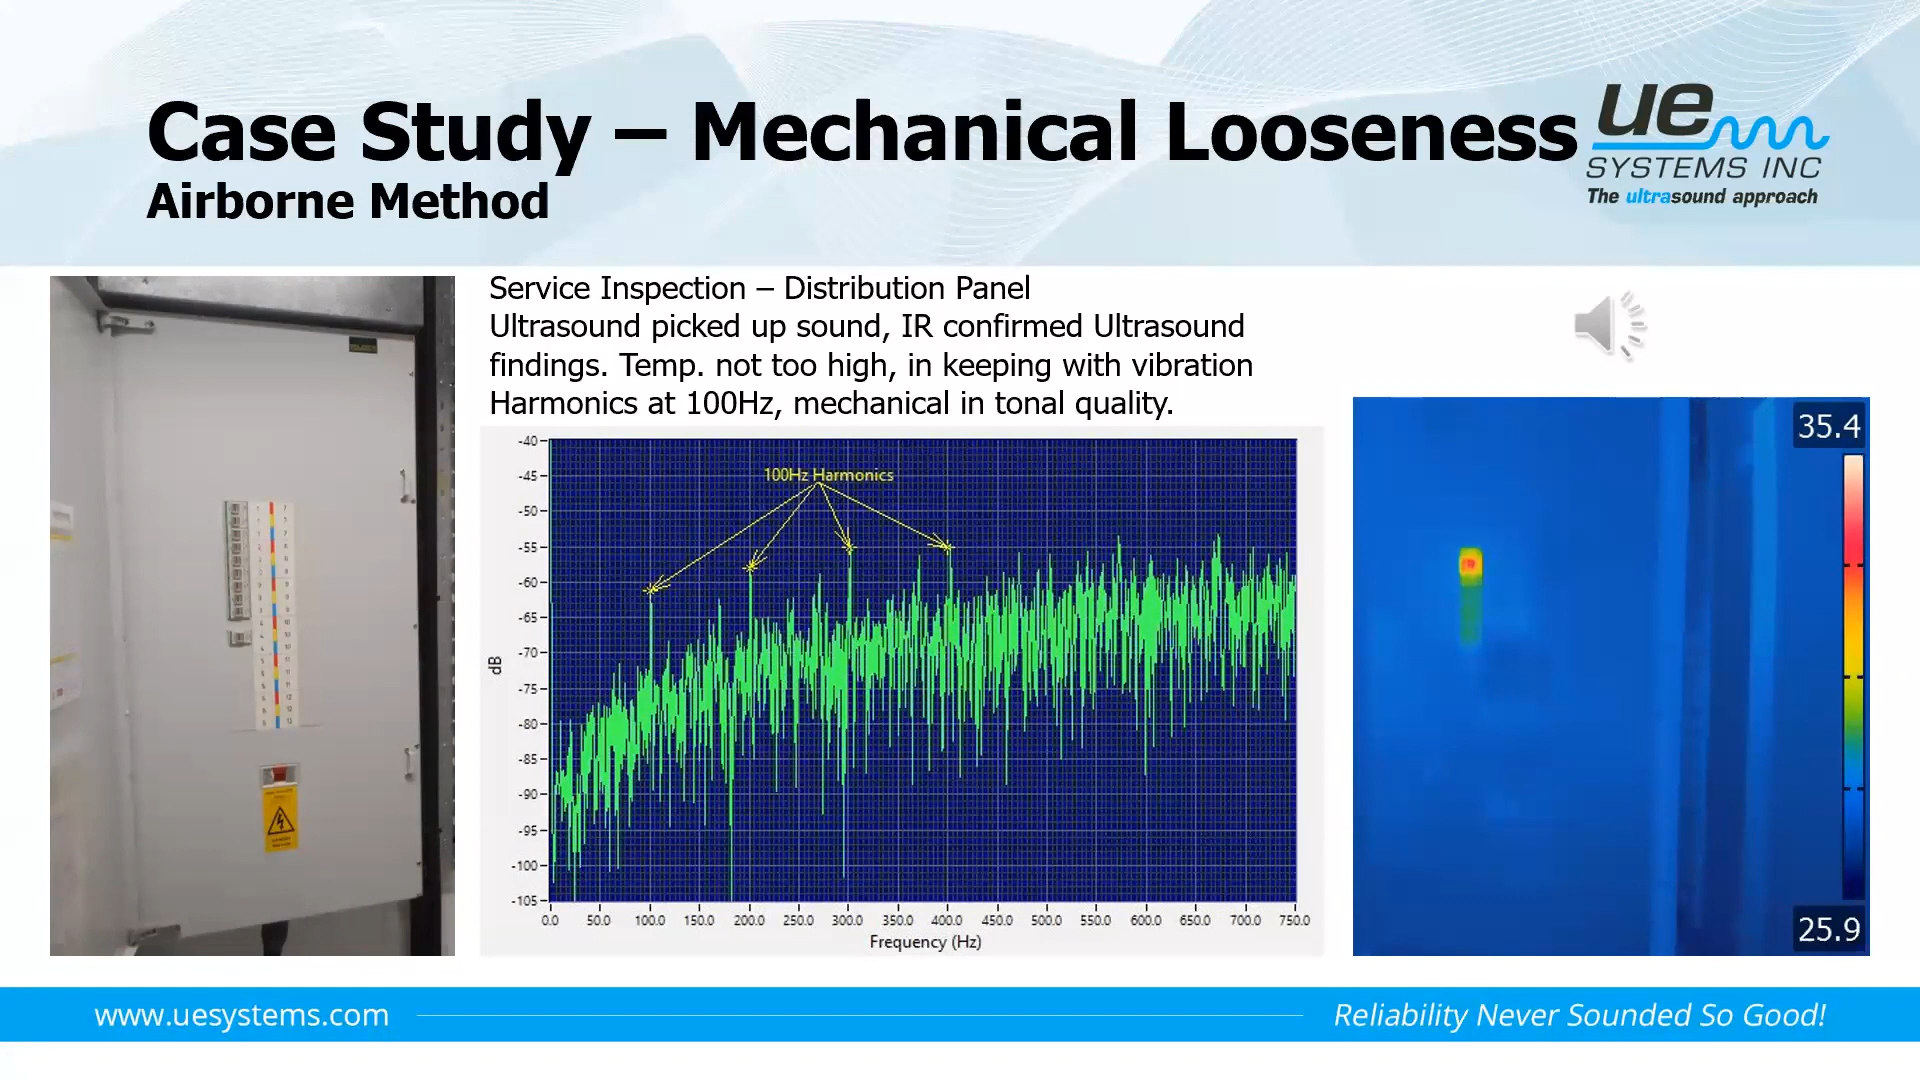 Case Study – Mechanical Looseness
Airborne Method
ue
SYSTEMS INC
The ultrasound approach
Service Inspection – Distribution Panel
Ultrasound picked up sound, IR confirmed Ultrasound
findings. Temp. not too high, in keeping with vibration
Harmonics at 100Hz, mechanical in tonal quality.
100Hz Harmonics
dB
-40
-45
-50
-55
-60
-65
-70
-75
-80
-85
-90
-95
-100
-105
0.0 50.0 100.0 150.0 200.0 250.0 300.0 350.0 400.0 450.0 500.0 550.0 600.0 650.0 700.0 750.0
Frequency (Hz)
35.4
25.9
www.uesystems.com
Reliability Never Sounded So Good!